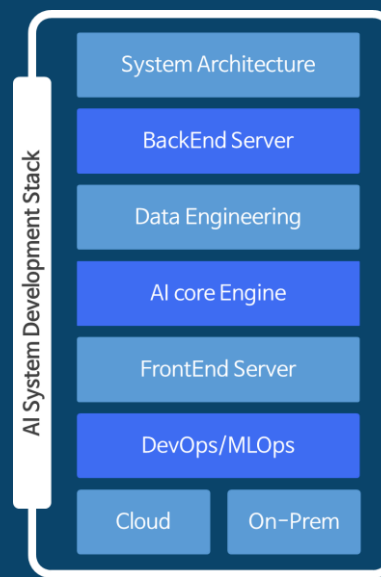 AI System Development Stack
System Architecture
BackEnd Server
Data Engineering
AI core Engine
FrontEnd Server
DevOps/MLOps
Cloud
On-Prem